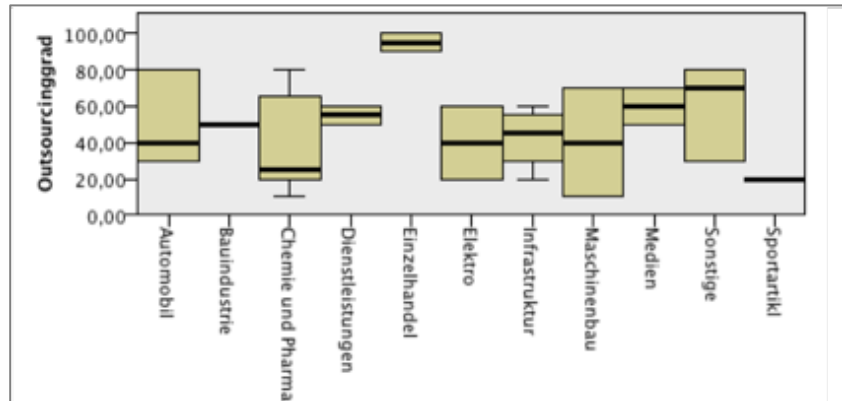 Outsourcinggrad
100,00
80,00
60,00
40,00
20,00
0,00
Automobil
Bauindustrie
Chemie und Pharma
Dienstleistungen
Einzelhandel
Elektro
Infrastruktur
Maschinenbau
Medien
Sonstige
Sportartikl